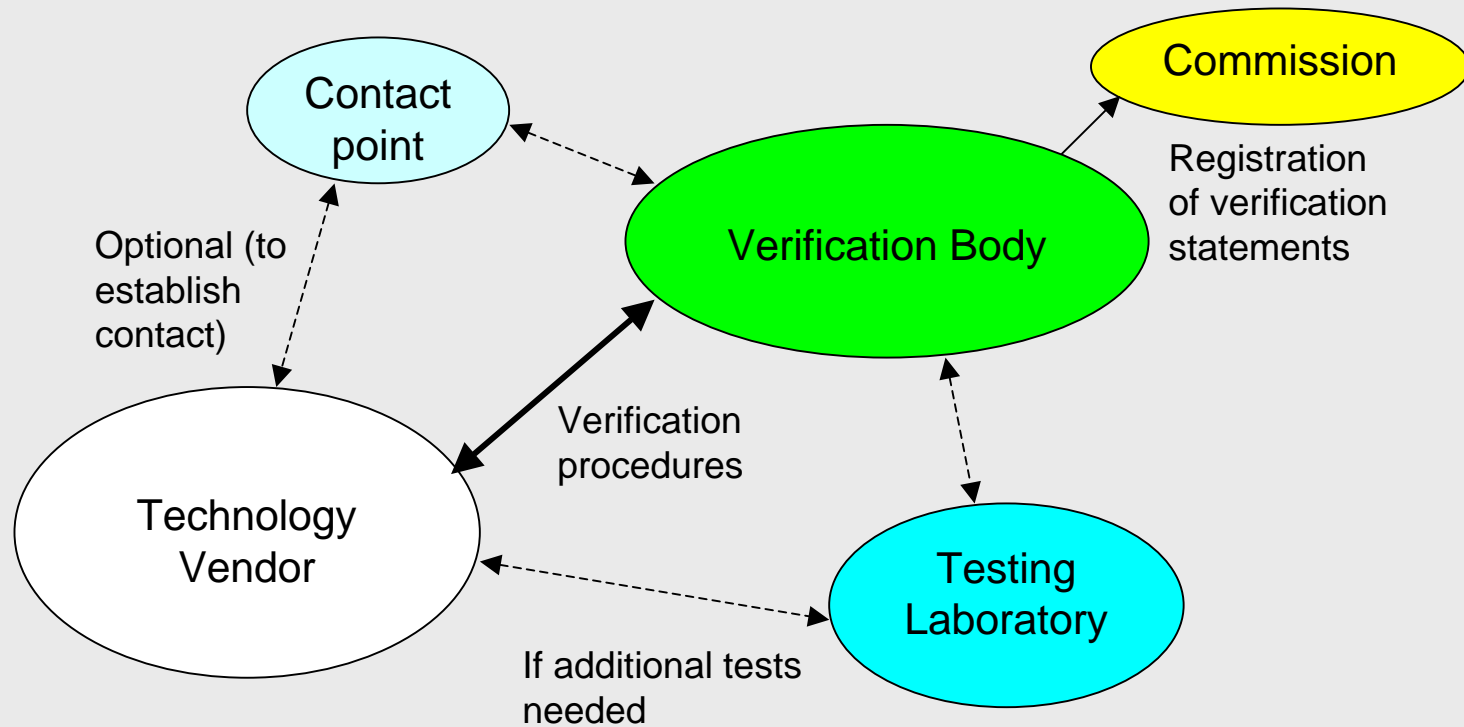 Commission
Contact
point
Registration
of verification
statements
Verification Body
Optional (to
establish
contact)
Verification
procedures
Technology
Vendor
Testing
Laboratory
If additional tests
needed